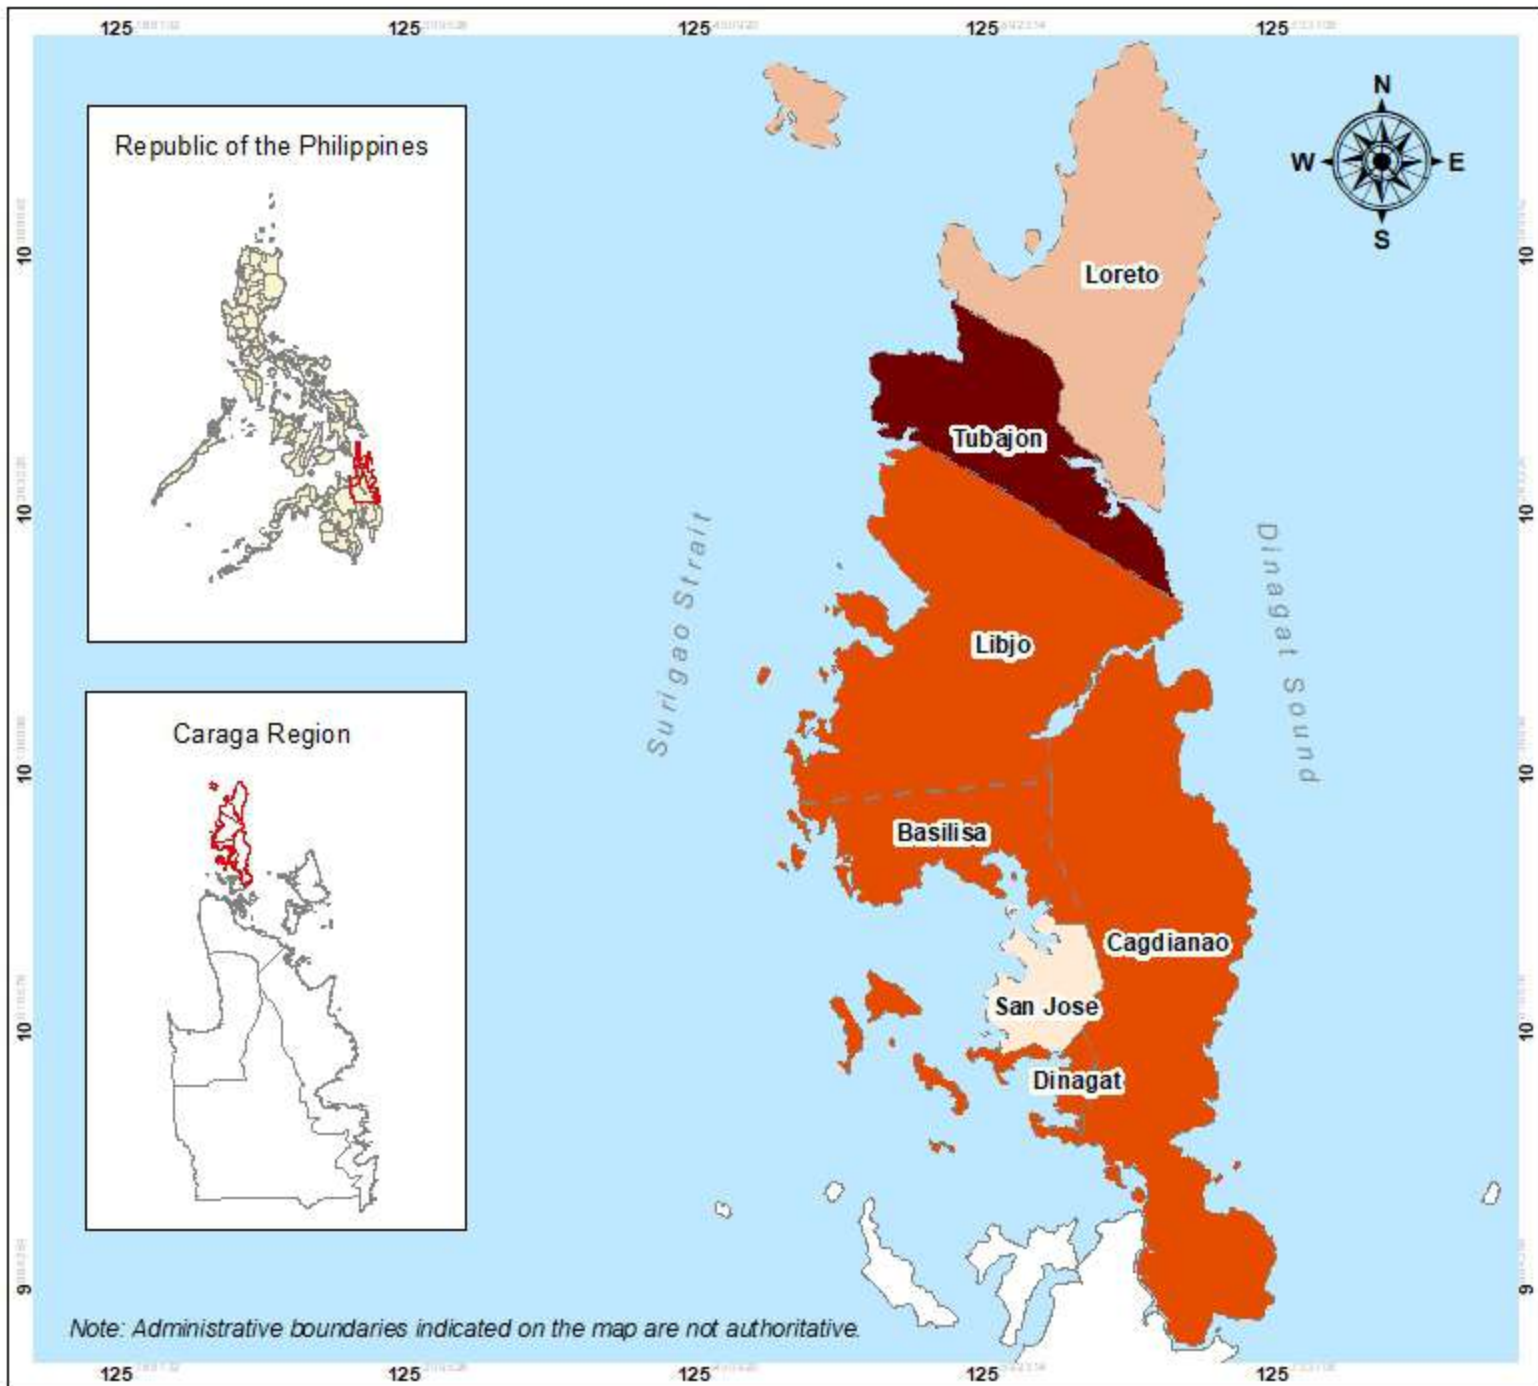 125 125 125 125 125
Republic of the Philippines
N
W E
S
10 10
Loreto
Tubajon
10 10
Surigao Strait
Dinagat Sound
Libjo
Caraga Region
10 10
Basilisa
Cagdianao
San Jose
10 10
Dinagat
9 9
Note: Administrative boundaries indicated on the map are not authoritative.
125 125 125 125 125